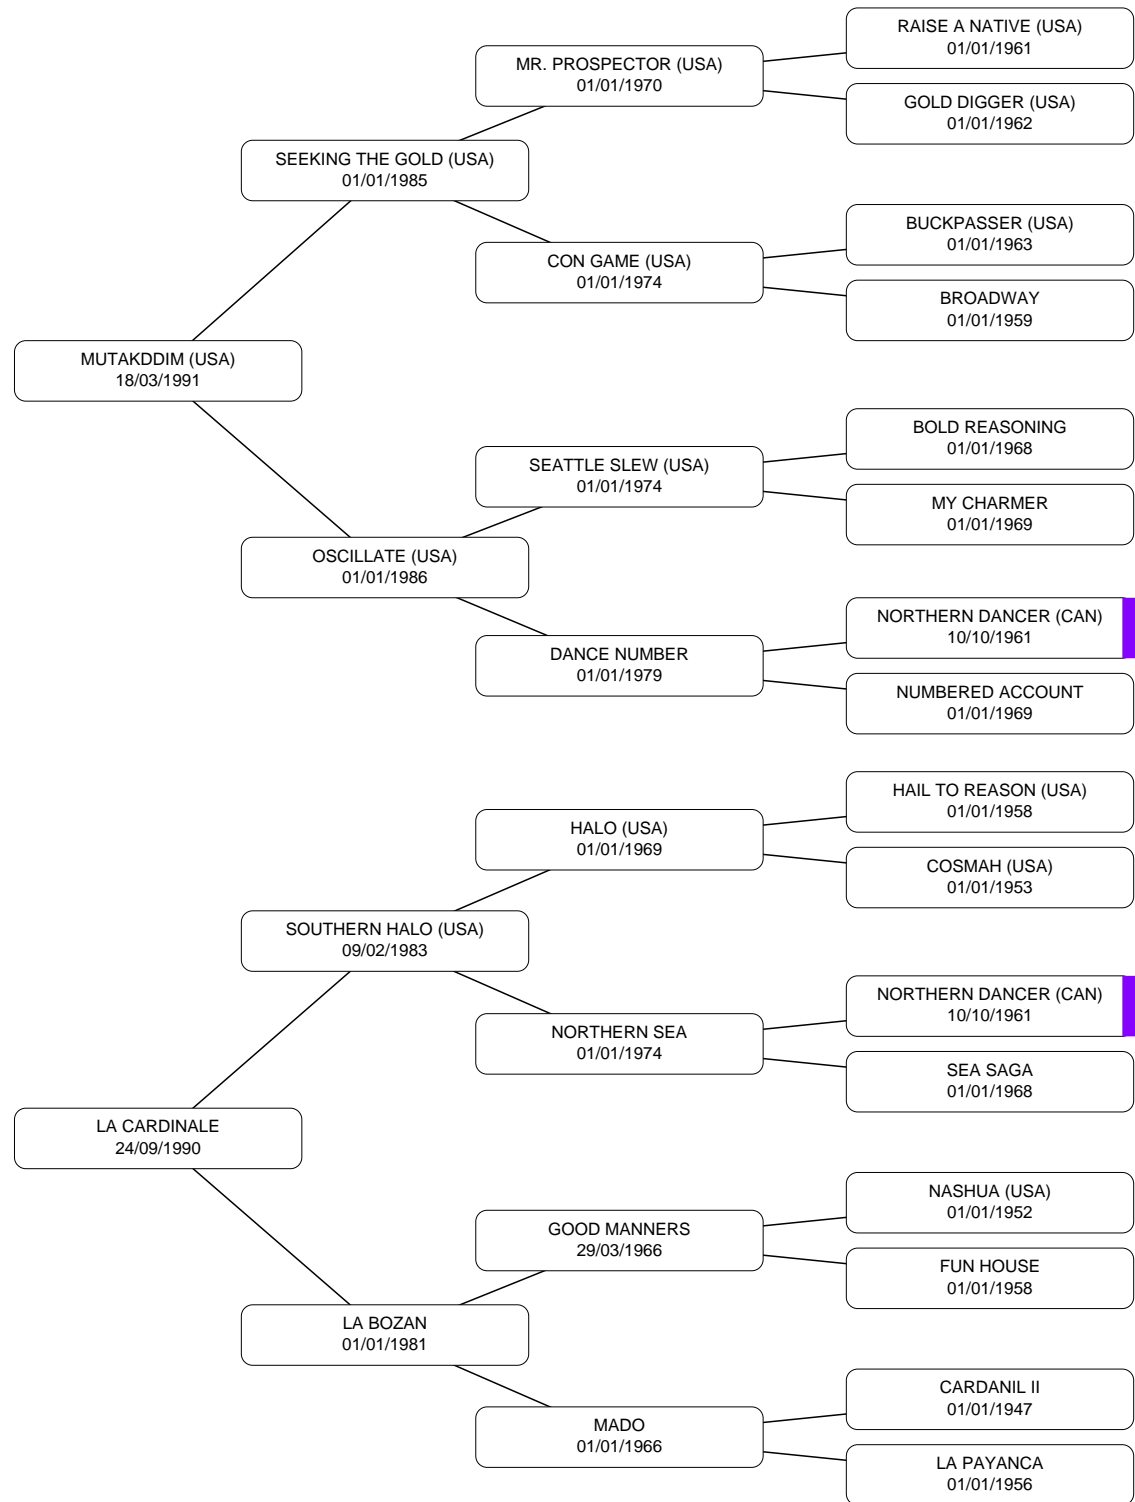 RAISE A NATIVE (USA)
01/01/1961
MR. PROSPECTOR (USA)
01/01/1970
GOLD DIGGER (USA)
01/01/1962
SEEKING THE GOLD (USA)
01/01/1985
BUCKPASSER (USA)
01/01/1963
CON GAME (USA)
01/01/1974
BROADWAY
01/01/1959
MUTAKDDIM (USA)
18/03/1991
BOLD REASONING
01/01/1968
SEATTLE SLEW (USA)
01/01/1974
MY CHARMER
01/01/1969
OSCILLATE (USA)
01/01/1986
NORTHERN DANCER (CAN)
10/10/1961
DANCE NUMBER
01/01/1979
NUMBERED ACCOUNT
01/01/1969
HAIL TO REASON (USA)
01/01/1958
HALO (USA)
01/01/1969
COSMAH (USA)
01/01/1953
SOUTHERN HALO (USA)
09/02/1983
NORTHERN DANCER (CAN)
10/10/1961
NORTHERN SEA
01/01/1974
SEA SAGA
01/01/1968
LA CARDINALE
24/09/1990
NASHUA (USA)
01/01/1952
GOOD MANNERS
29/03/1966
FUN HOUSE
01/01/1958
LA BOZAN
01/01/1981
CARDANIL II
01/01/1947
MADO
01/01/1966
LA PAYANCA
01/01/1956